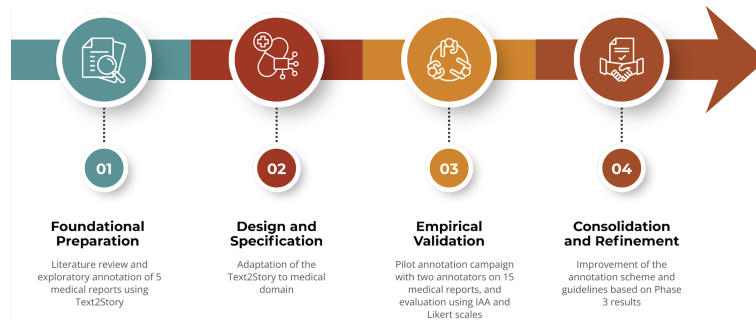 01
02
03
04
Foundational
Preparation
Literature review and
exploratory annotation of 5
medical reports using
Text2Story
Design and
Specification
Adaptation of the
Text2Story to medical
domain
Empirical
Validation
Pilot annotation campaign
with two annotators on 15
medical reports, and
evaluation using IAA and
Likert scales
Consolidation
and Refinement
Improvement of the
annotation scheme and
guidelines based on Phase
3 results